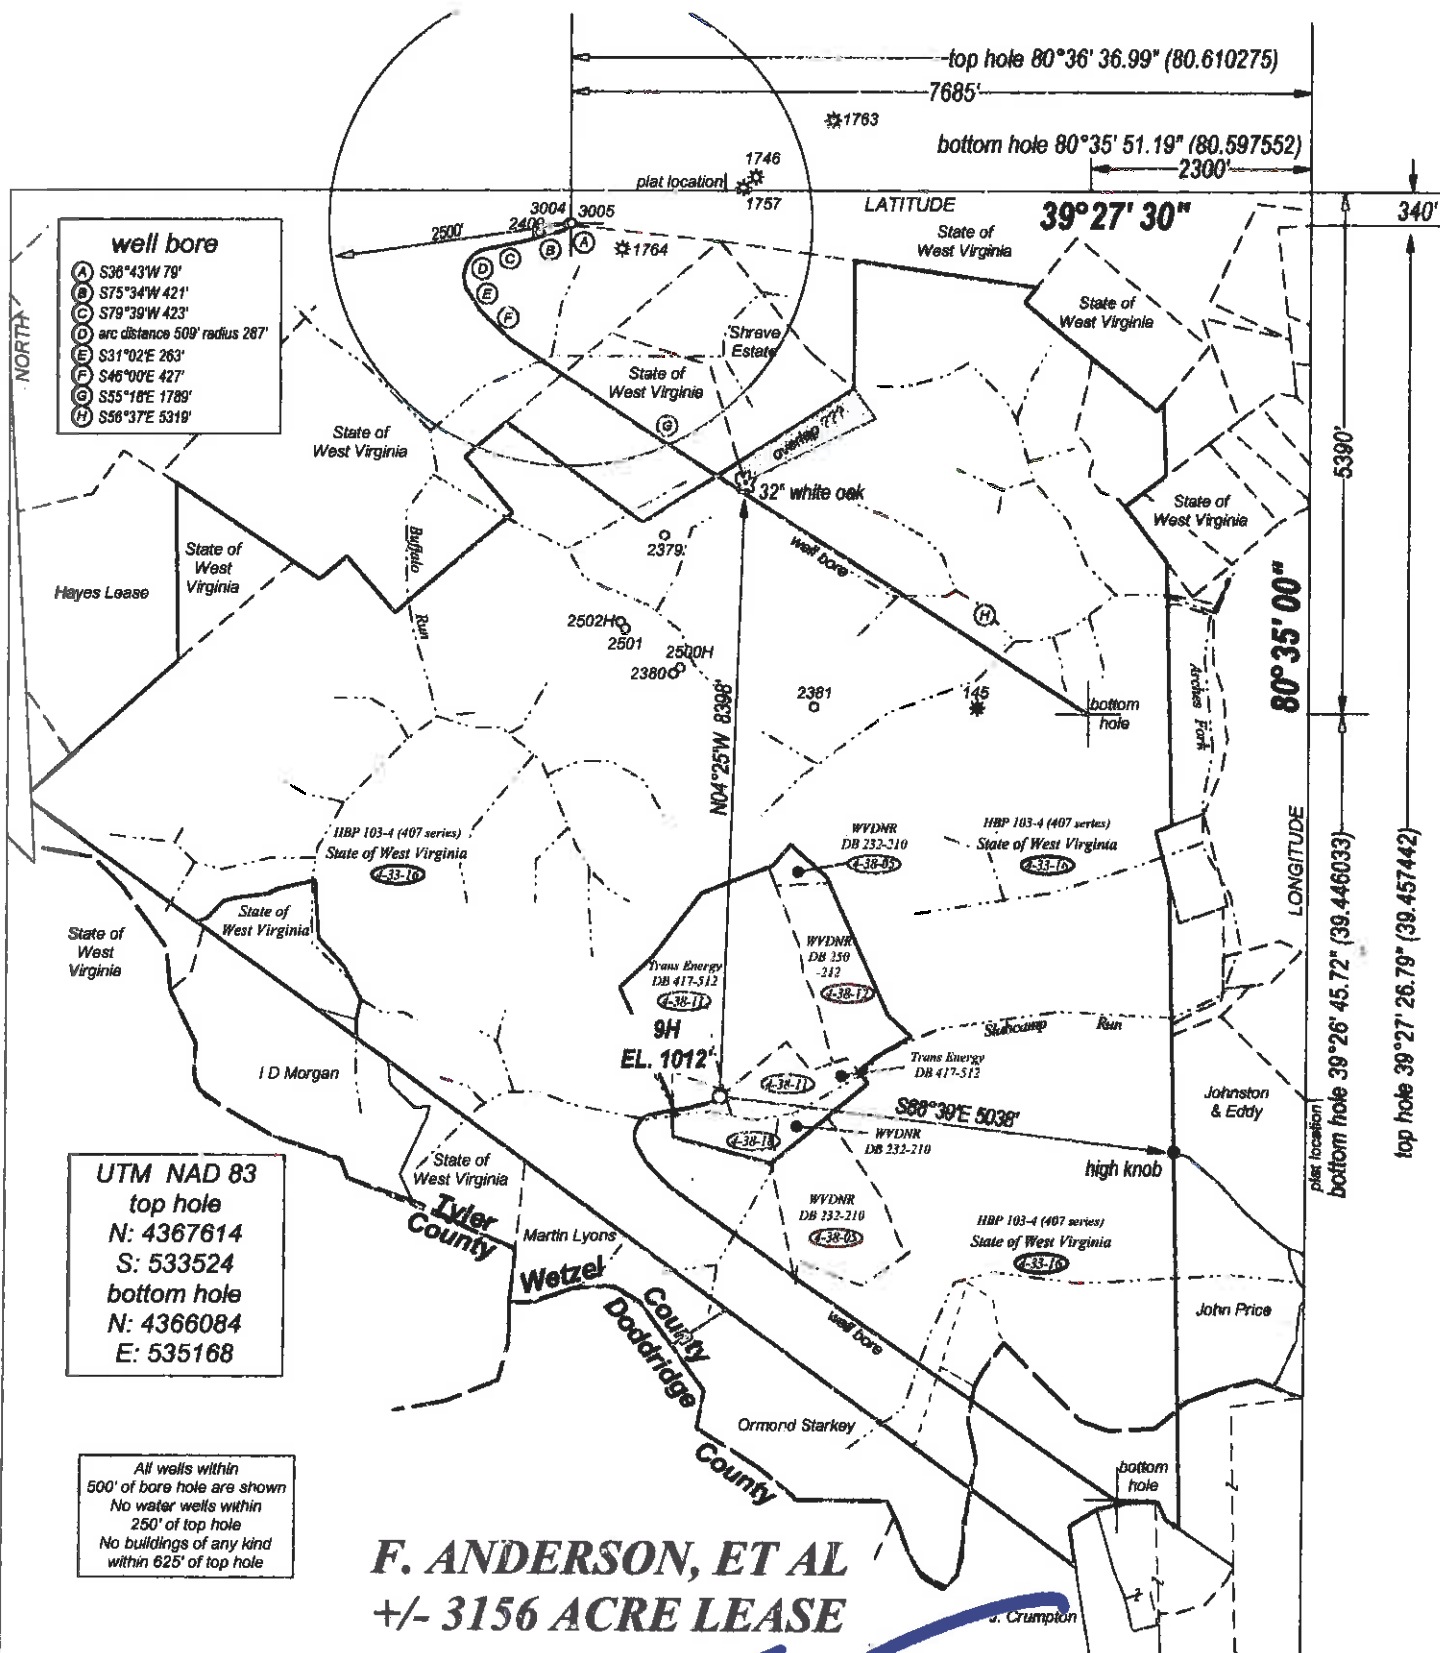 top hole 80°36' 36.99" (80.610275)
7685'
1763
bottom hole 80°35' 51.19" (80.597552)
2300'
1746
plat location
1757
LATITUDE
39°27' 30"
340'
3004
3005
2408
2500'
1764
State of
West Virginia
well bore
A S36°43'W 79'
B S75°34'W 421'
C S79°39'W 423'
D arc distance 509' radius 287'
E S31°02'E 263'
F S46°00'E 427'
G S55°18'E 1789'
H S56°37'E 5319'
A
B
C
D
E
F
NORTH
State of
West Virginia
Shreve
Estate
State of
West Virginia
G
overlap ???
State of
West Virginia
5390'
32" white oak
State of
West Virginia
State of
West
Virginia
Hayes Lease
Buffalo
Run
2379
well bore
H
2502H
2501
2500H
2380
2381
145
bottom
hole
80°35' 00"
Arches Fork
N04°25'W 8398'
LONGITUDE
bottom hole 39°26' 45.72" (39.446033)
top hole 39°27' 26.79" (39.457442)
HBP 103-4 (407 series)
State of West Virginia
4-33-16
WVDNR
DB 232-210
4-38-05
HBP 103-4 (407 series)
State of West Virginia
4-33-16
State of
West Virginia
State of
West
Virginia
WVDNR
DB 250
-212
4-38-12
Trans Energy
DB 417-512
4-38-11
9H
EL. 1012'
Run
Trans Energy
DB 417-512
4-38-11
I D Morgan
S88°39'E 5038'
Johnston
& Eddy
4-38-18
WVDNR
DB 232-210
high knob
plat location
State of
West Virginia
UTM NAD 83
top hole
N: 4367614
S: 533524
bottom hole
N: 4366084
E: 535168
Tyler
County
Martin Lyons
WVDNR
DB 232-210
4-38-05
HBP 103-4 (407 series)
State of West Virginia
4-33-16
Wetzel
County
Doddridge
County
well bore
John Price
Ormond Starkey
bottom
hole
All wells within
500' of bore hole are shown
No water wells within
250' of top hole
No buildings of any kind
within 625' of top hole
F. ANDERSON, ET AL
+/- 3156 ACRE LEASE
Crumpton